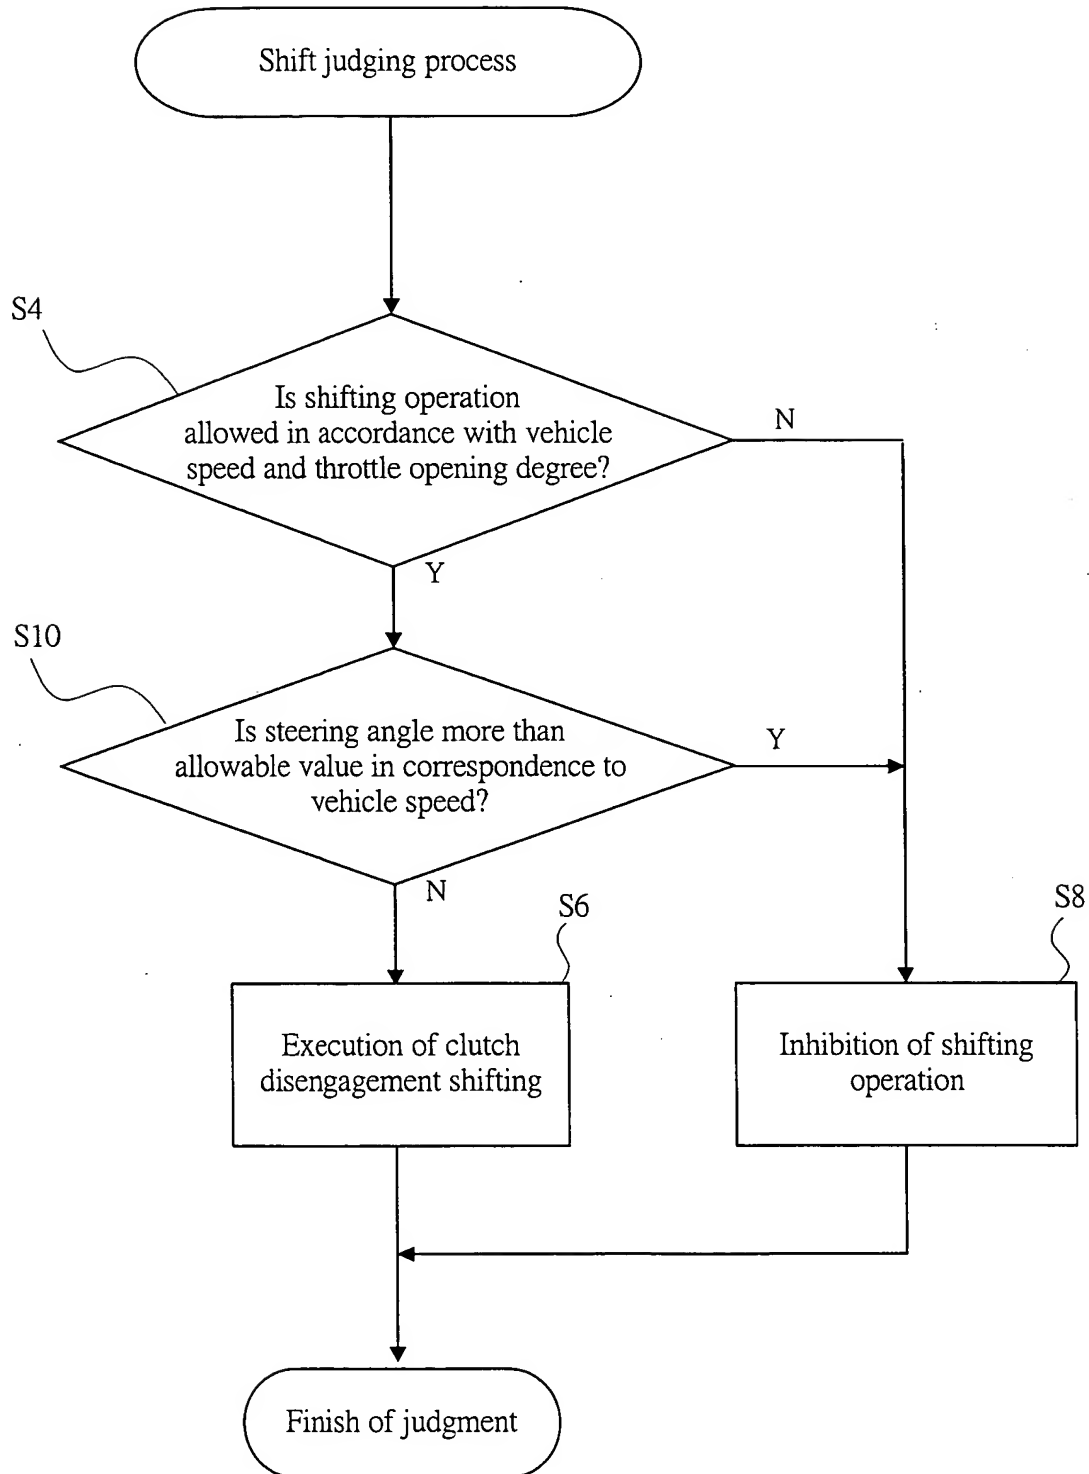 Shift judging process
S4
Is shifting operation
allowed in accordance with vehicle
speed and throttle opening degree?
N
Y
S10
Is steering angle more than
allowable value in correspondence to
vehicle speed?
Y
N
S6
S8
Execution of clutch
disengagement shifting
Inhibition of shifting
operation
Finish of judgment